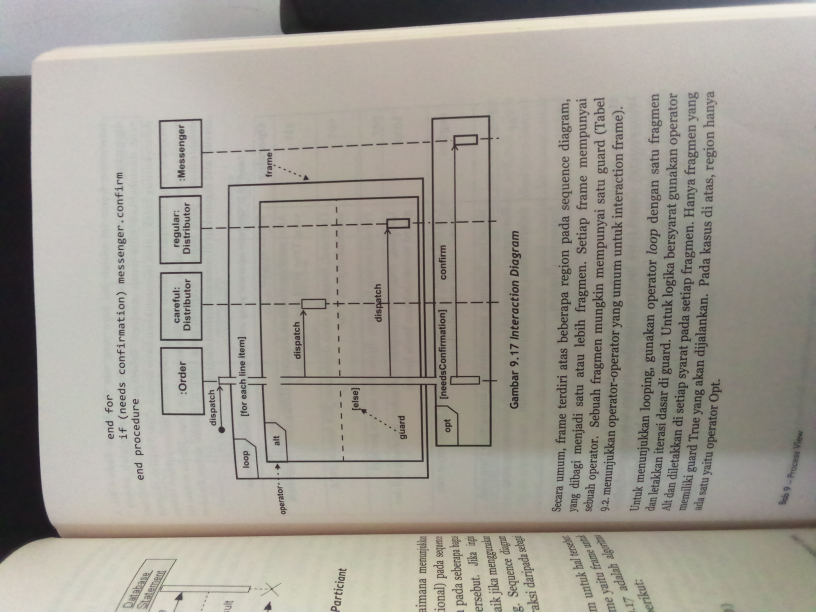 end for
if (needs confirmation) messenger.confirm
end procedure
:Order
careful:
Distributor
regular:
Distributor
:Messenger
dispatch
frame
loop
[for each line item]
operator
alt
dispatch
[else]
dispatch
guard
opt
[needsConfirmation]
confirm
Gambar 9.17 Interaction Diagram
Secara umum, frame terdiri atas beberapa region pada sequence diagram,
yang dibagi menjadi satu atau lebih fragmen. Setiap frame mempunyai
sebuah operator. Sebuah fragmen mungkin mempunyai satu guard (Tabel
9.2. menunjukkan operator-operator yang umum untuk interaction frame).
Untuk menunjukkan looping, gunakan operator loop dengan satu fragmen
dan letakkan iterasi dasar di guard. Untuk logika bersyarat gunakan operator
Alt dan diletakkan di setiap syarat pada setiap fragmen. Hanya fragmen yang
memiliki guard True yang akan dijalankan. Pada kasus di atas, region hanya
ada satu yaitu operator Opt.
Bab 9 – Process View
Database
Statement
Particiant